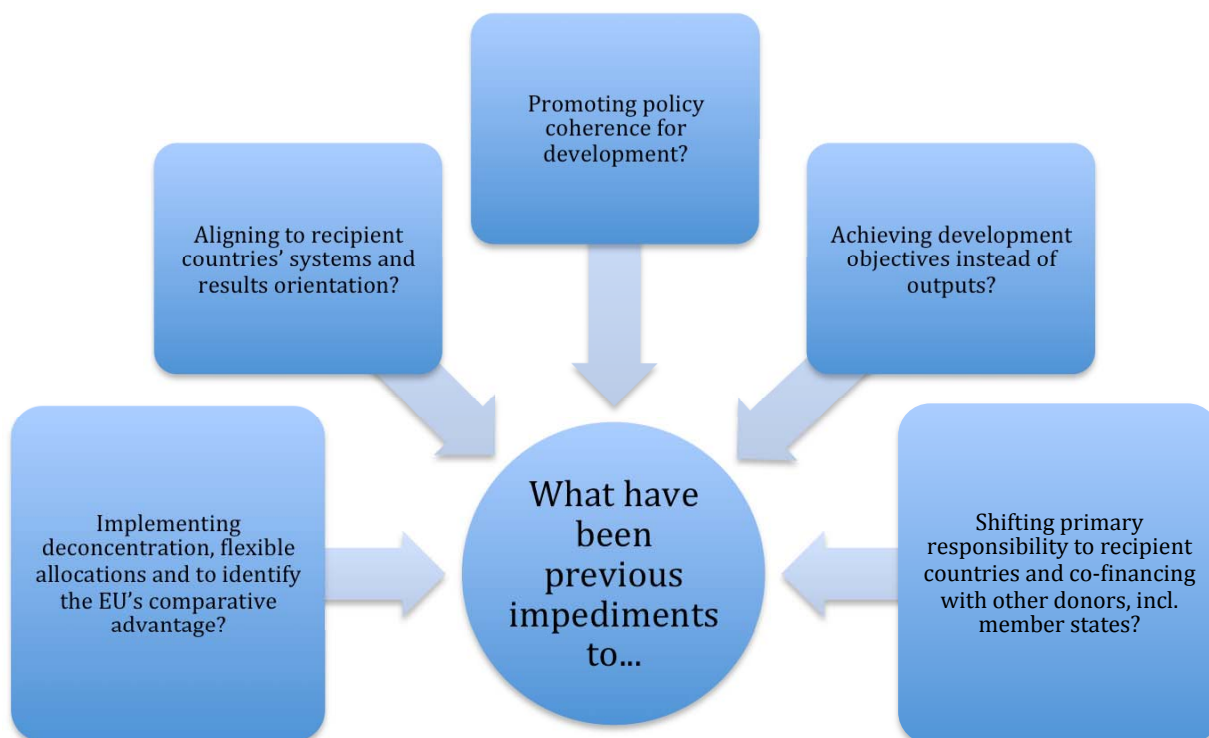 Promoting policy
coherence for
development?
Aligning to recipient
countries’ systems and
results orientation?
Achieving development
objectives instead of
outputs?
Implementing
deconcentration, flexible
allocations and to identify
the EU’s comparative
advantage?
What have
been
previous
impediments
to...
Shifting primary
responsibility to recipient
countries and co-financing
with other donors, incl.
member states?